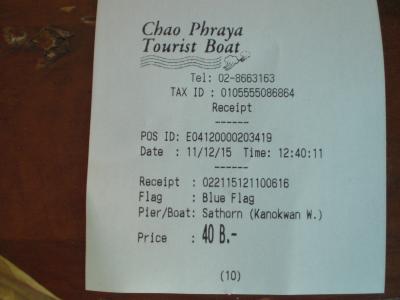 Chao Phraya
Tourist Boat
Tel: 02-8663163
TAX ID : 0105555086864
Receipt
------
POS ID: E04120000203419
Date : 11/12/15 Time: 12:40:11
------
Receipt : 022115121100616
Flag : Blue Flag
Pier/Boat: Sathorn (Kanokwan W.)
Price : 40 B.-
(10)